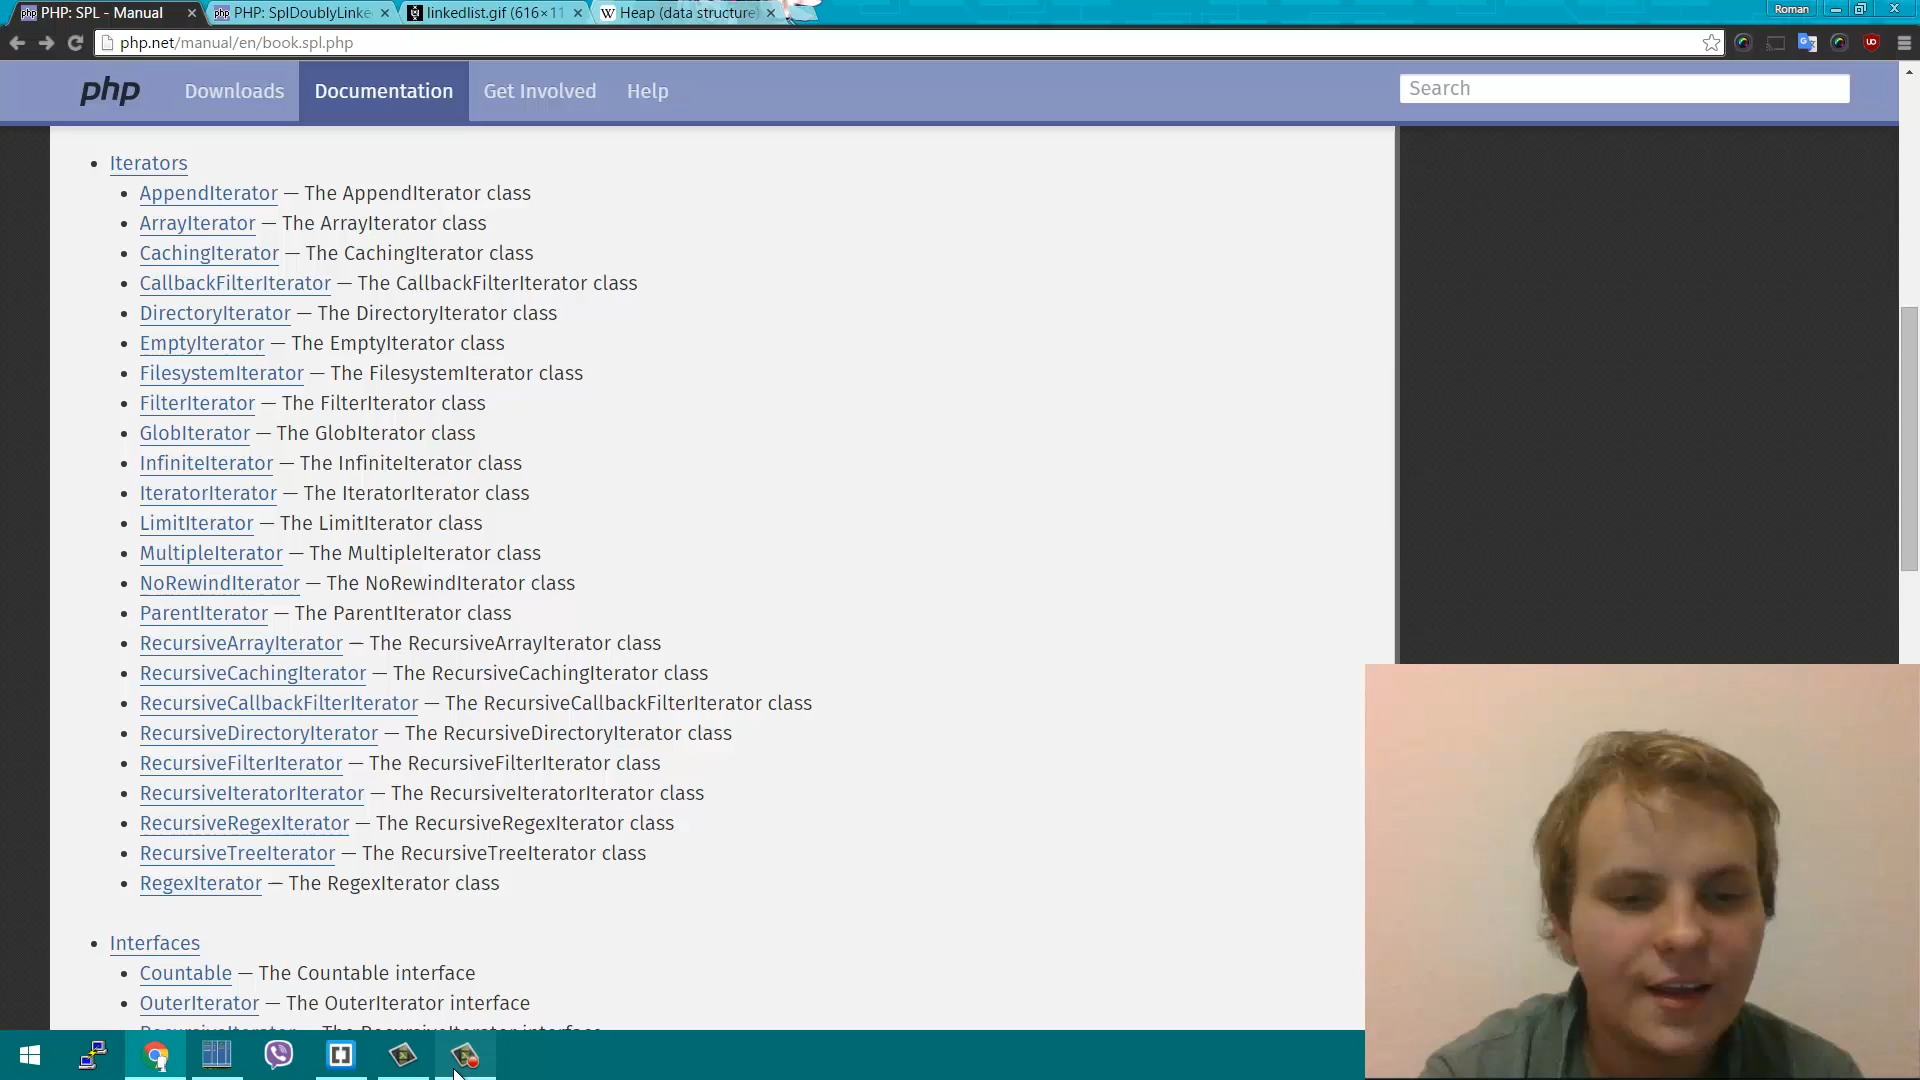 PHP: SPL - Manual
PHP: SplDoublyLinke
linkedlist.gif (616×11
Heap (data structure)
Roman
php.net/manual/en/book.spl.php
php
Downloads
Documentation
Get Involved
Help
Search
Iterators
AppendIterator — The AppendIterator class
ArrayIterator — The ArrayIterator class
CachingIterator — The CachingIterator class
CallbackFilterIterator — The CallbackFilterIterator class
DirectoryIterator — The DirectoryIterator class
EmptyIterator — The EmptyIterator class
FilesystemIterator — The FilesystemIterator class
FilterIterator — The FilterIterator class
GlobIterator — The GlobIterator class
InfiniteIterator — The InfiniteIterator class
IteratorIterator — The IteratorIterator class
LimitIterator — The LimitIterator class
MultipleIterator — The MultipleIterator class
NoRewindIterator — The NoRewindIterator class
ParentIterator — The ParentIterator class
RecursiveArrayIterator — The RecursiveArrayIterator class
RecursiveCachingIterator — The RecursiveCachingIterator class
RecursiveCallbackFilterIterator — The RecursiveCallbackFilterIterator class
RecursiveDirectoryIterator — The RecursiveDirectoryIterator class
RecursiveFilterIterator — The RecursiveFilterIterator class
RecursiveIteratorIterator — The RecursiveIteratorIterator class
RecursiveRegexIterator — The RecursiveRegexIterator class
RecursiveTreeIterator — The RecursiveTreeIterator class
RegexIterator — The RegexIterator class
Interfaces
Countable — The Countable interface
OuterIterator — The OuterIterator interface
RecursiveIterator — The RecursiveIterator interface